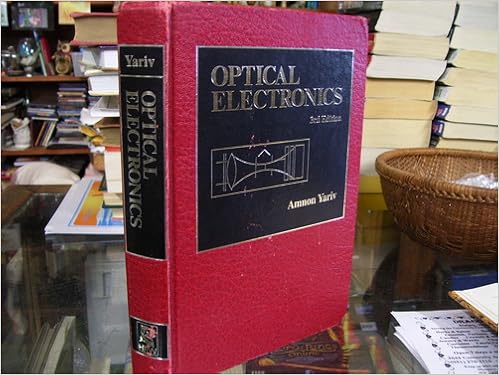 Yariv
OPTICAL
ELECTRONICS
OPTICAL
ELECTRONICS
3rd Edition
Amnon Yariv